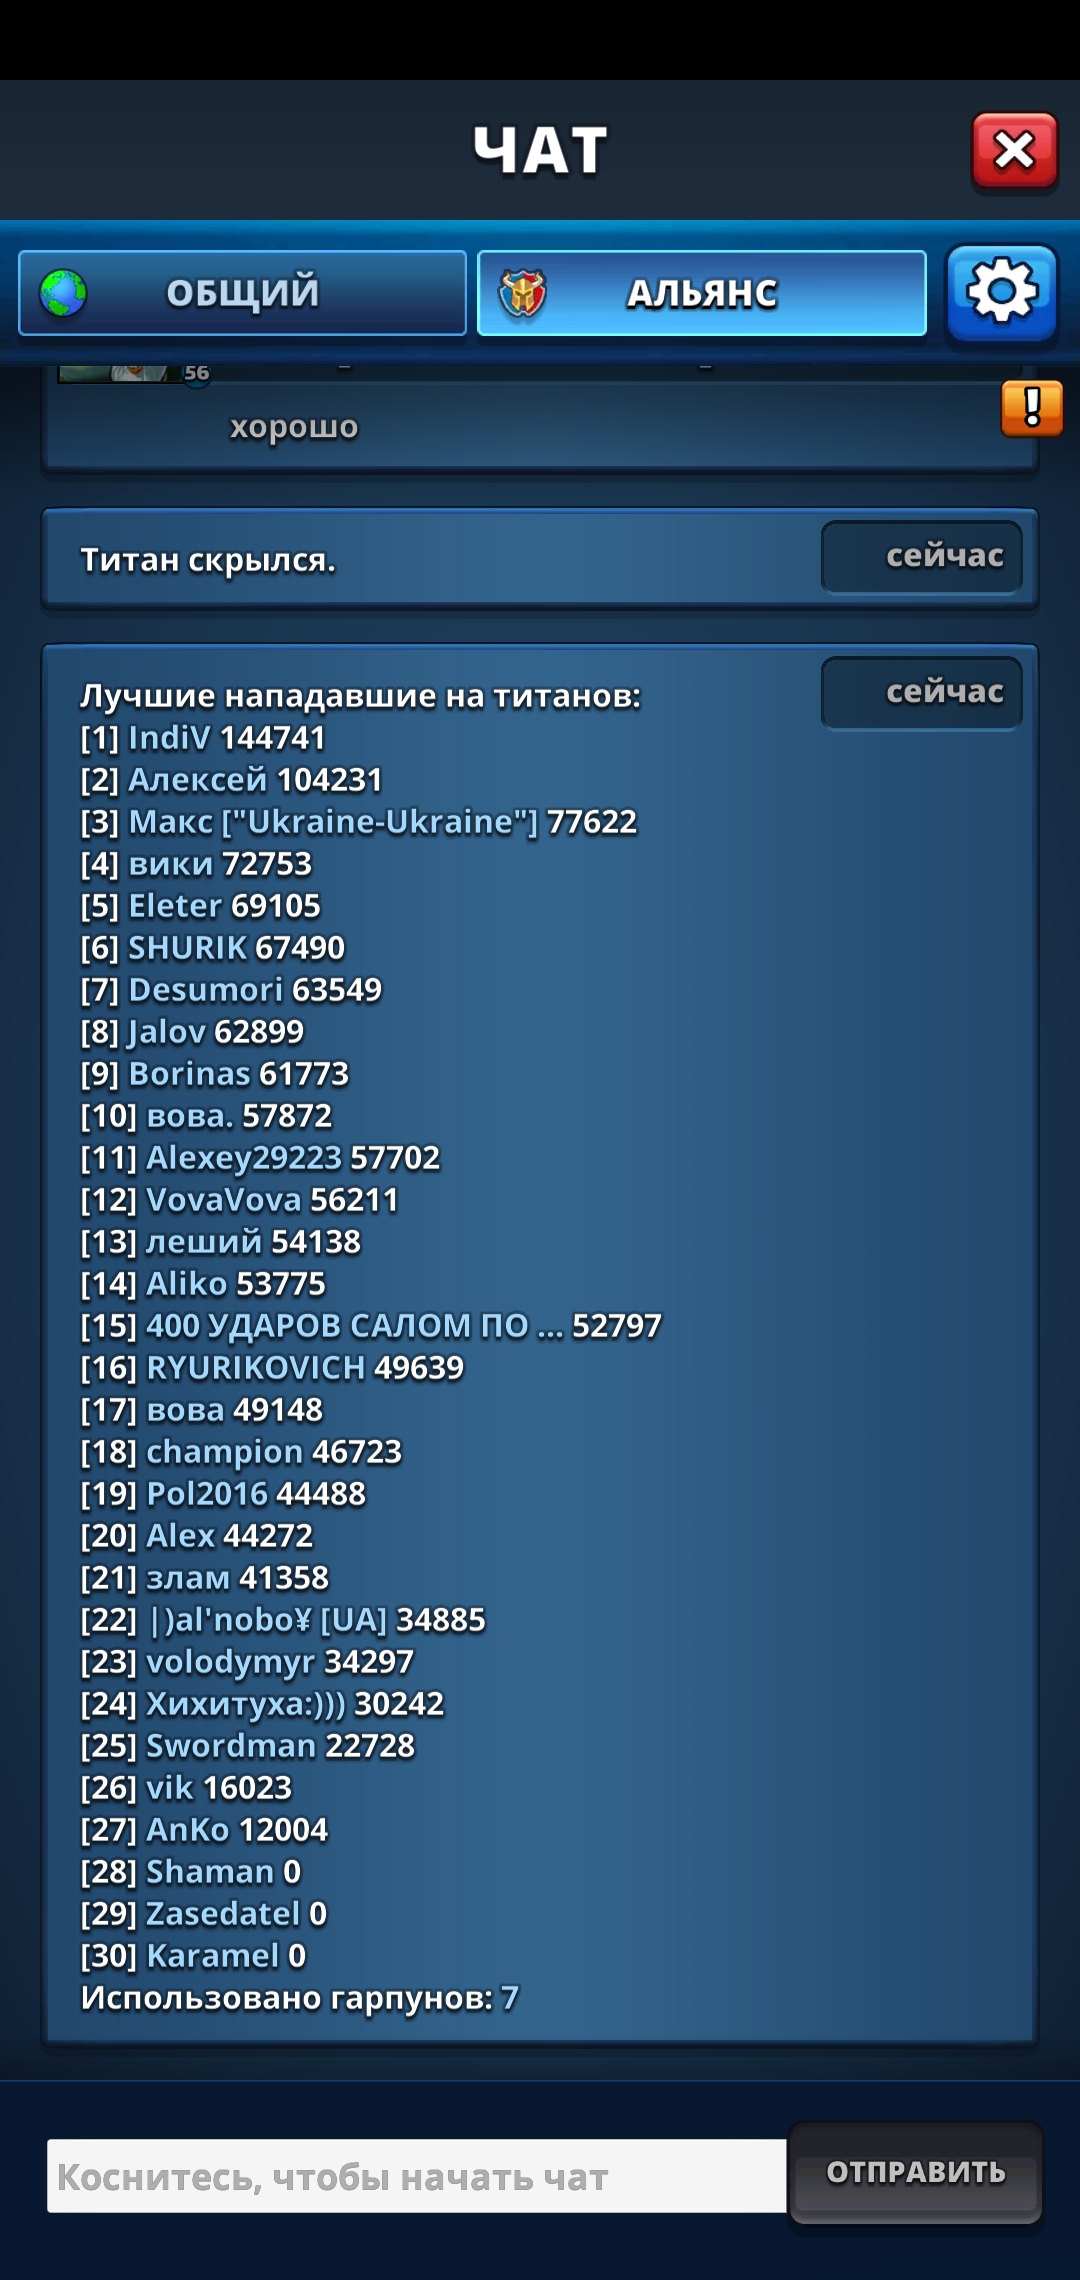 ЧАТ
ОБЩИЙ
АЛЬЯНС
56
хорошо
Титан скрылся.
сейчас
сейчас
Лучшие нападавшие на титанов:
[1] IndiV 144741
[2] Алексей 104231
[3] Макс ["Ukraine-Ukraine"] 77622
[4] вики 72753
[5] Eleter 69105
[6] SHURIK 67490
[7] Desumori 63549
[8] Jalov 62899
[9] Borinas 61773
[10] вова. 57872
[11] Alexey29223 57702
[12] VovaVova 56211
[13] леший 54138
[14] Aliko 53775
[15] 400 УДАРОВ САЛОМ ПО ... 52797
[16] RYURIKOVICH 49639
[17] вова 49148
[18] champion 46723
[19] Pol2016 44488
[20] Alex 44272
[21] злам 41358
[22] |)al'nobo¥ [UA] 34885
[23] volodymyr 34297
[24] Хихитуха:))) 30242
[25] Swordman 22728
[26] vik 16023
[27] AnKo 12004
[28] Shaman 0
[29] Zasedatel 0
[30] Karamel 0
Использовано гарпунов: 7
Коснитесь, чтобы начать чат
ОТПРАВИТЬ